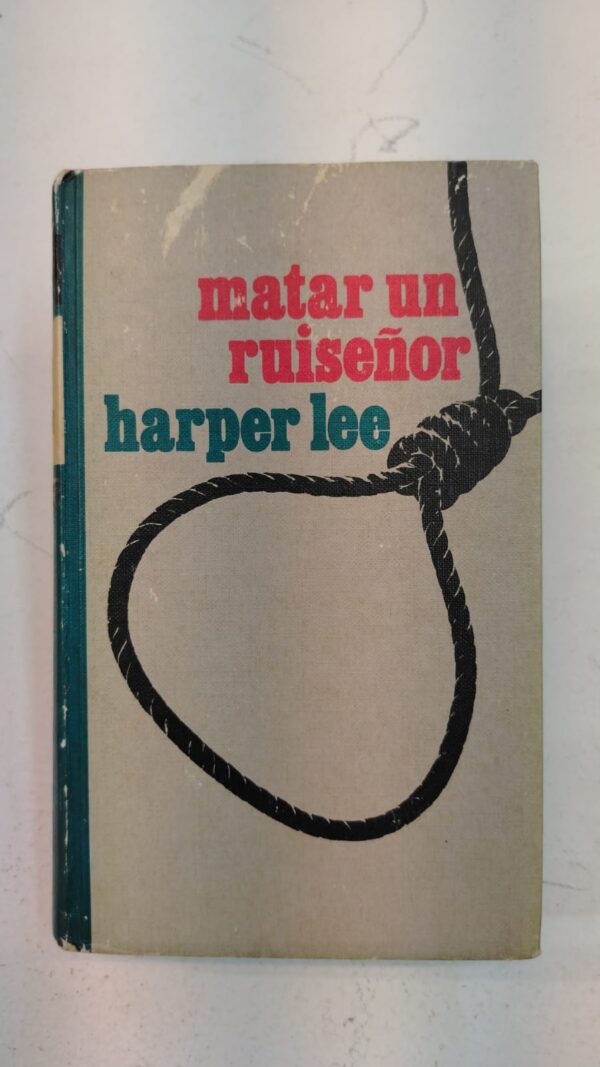 matar un
ruiseñor
harper lee